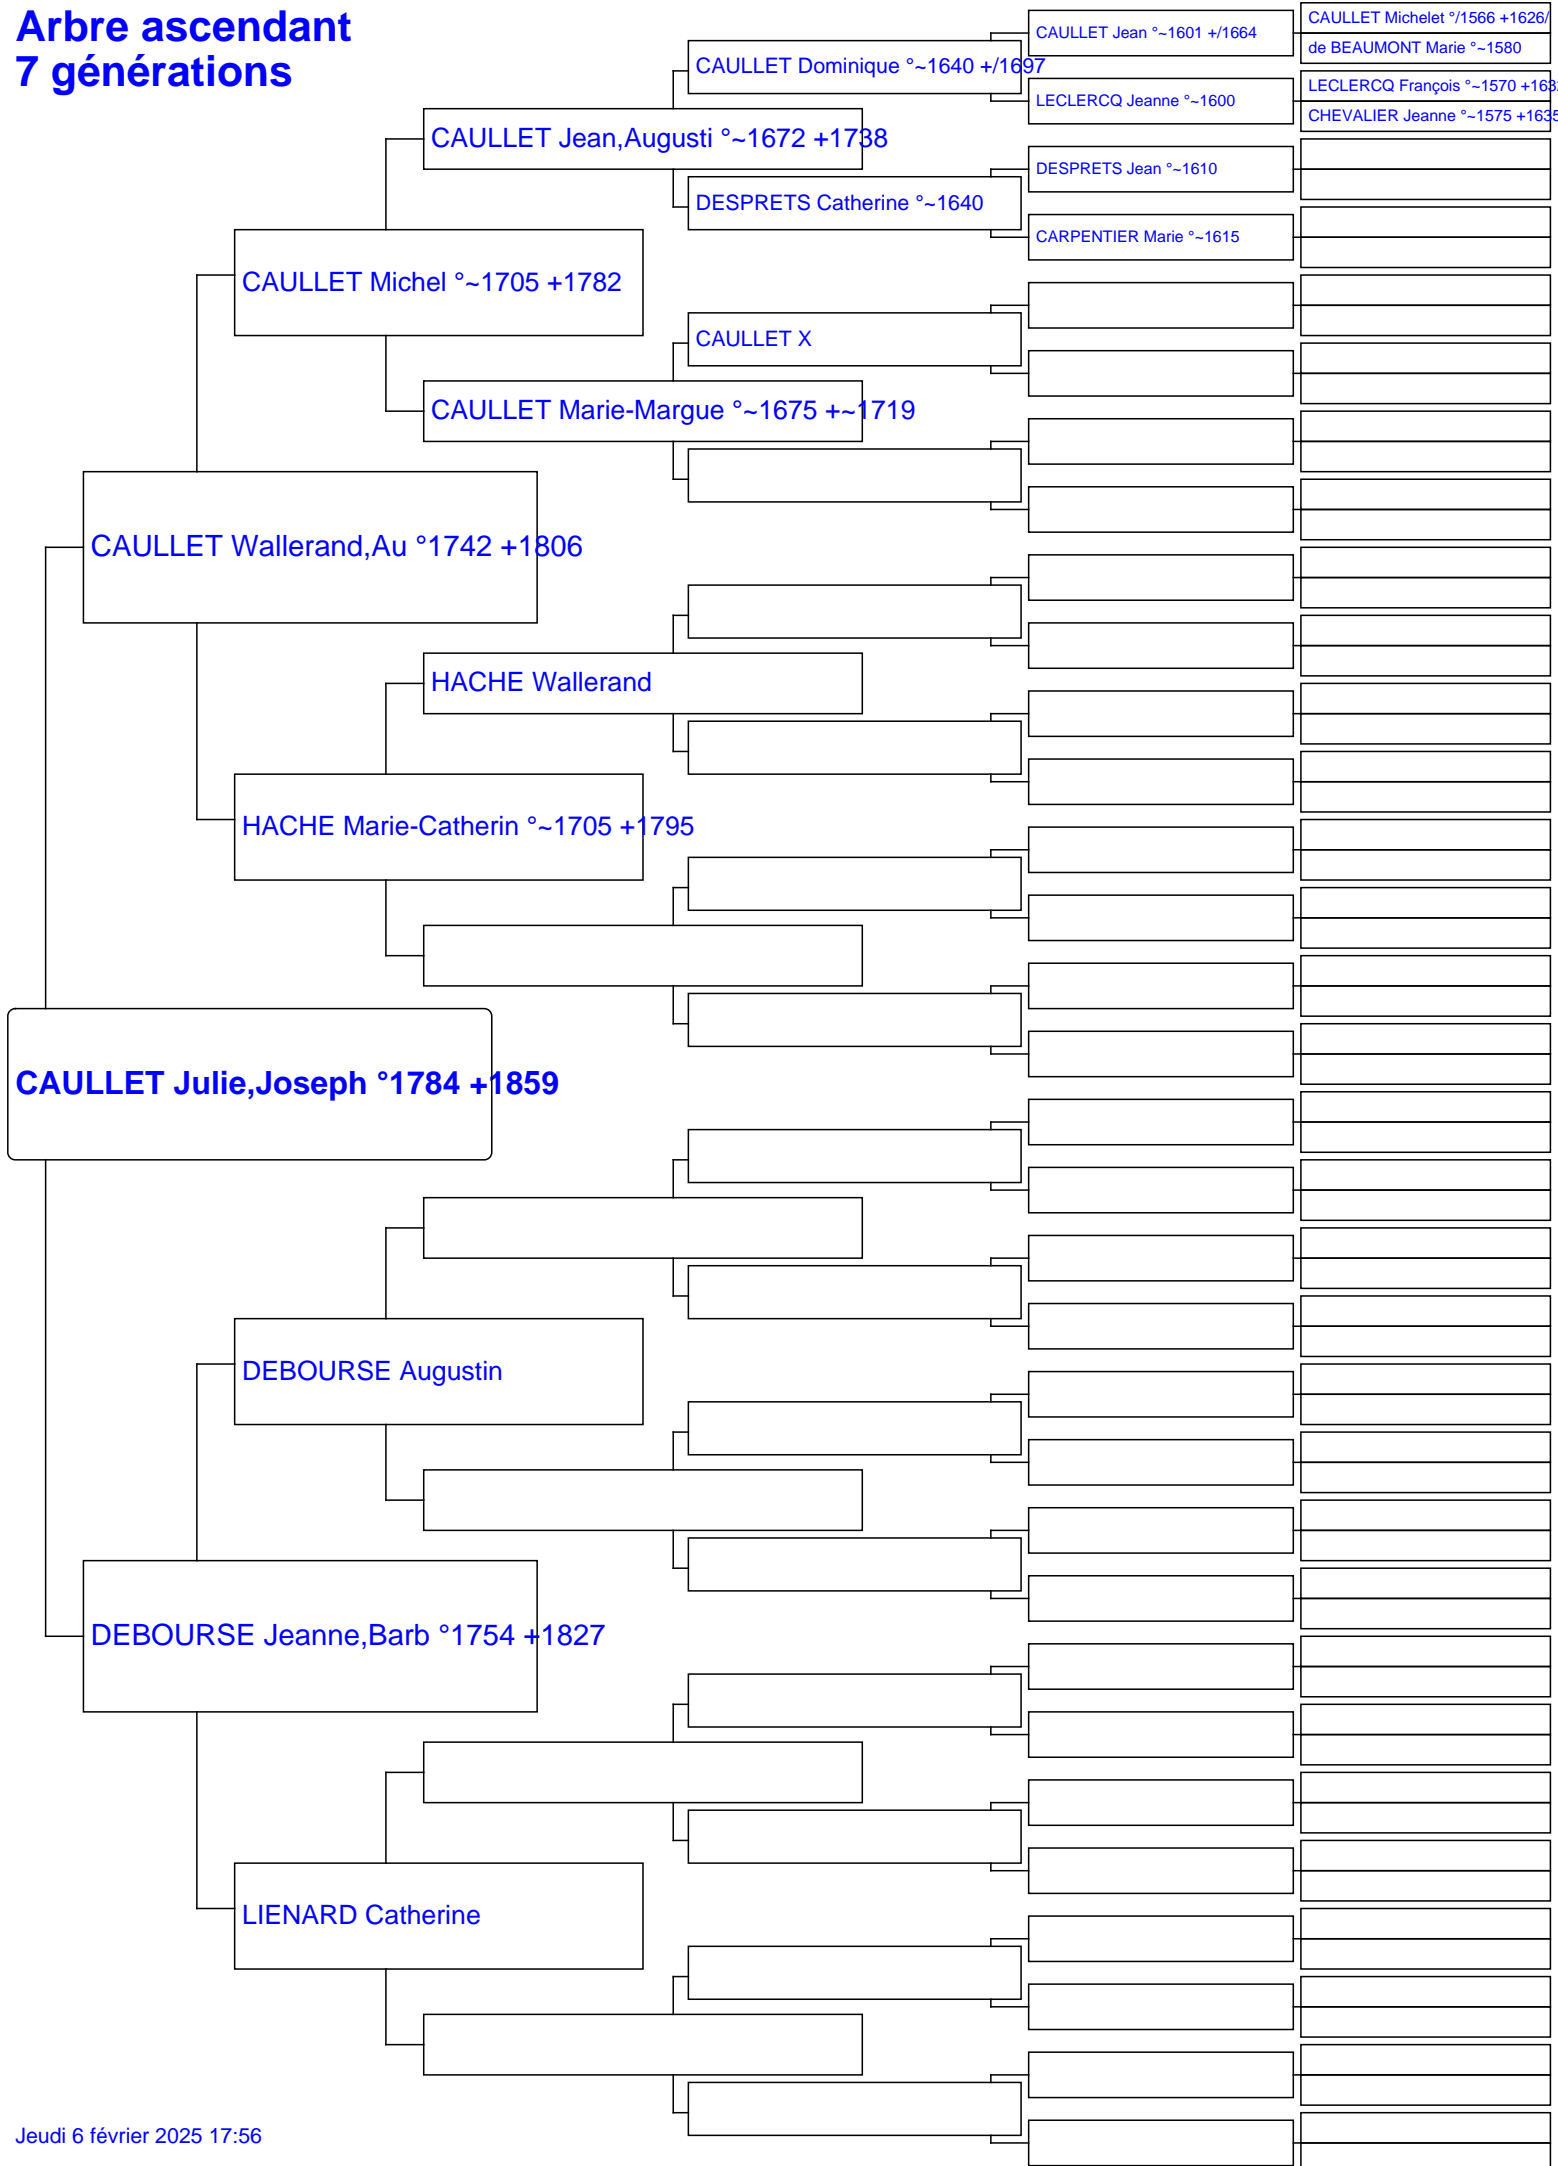 Arbre ascendant
7 générations
CAULLET Jean °~1601 +/1664
CAULLET Michelet °/1566 +1626/
de BEAUMONT Marie °~1580
CAULLET Dominique °~1640 +/1697
LECLERCQ Jeanne °~1600
LECLERCQ François °~1570 +163
CHEVALIER Jeanne °~1575 +1635
CAULLET Jean,Augusti °~1672 +1738
DESPRETS Jean °~1610
DESPRETS Catherine °~1640
CARPENTIER Marie °~1615
CAULLET Michel °~1705 +1782
CAULLET X
CAULLET Marie-Margue °~1675 +~1719
CAULLET Wallerand,Au °1742 +1806
HACHE Wallerand
HACHE Marie-Catherin °~1705 +1795
CAULLET Julie,Joseph °1784 +1859
DEBOURSE Augustin
DEBOURSE Jeanne,Barb °1754 +1827
LIENARD Catherine
Jeudi 6 février 2025 17:56